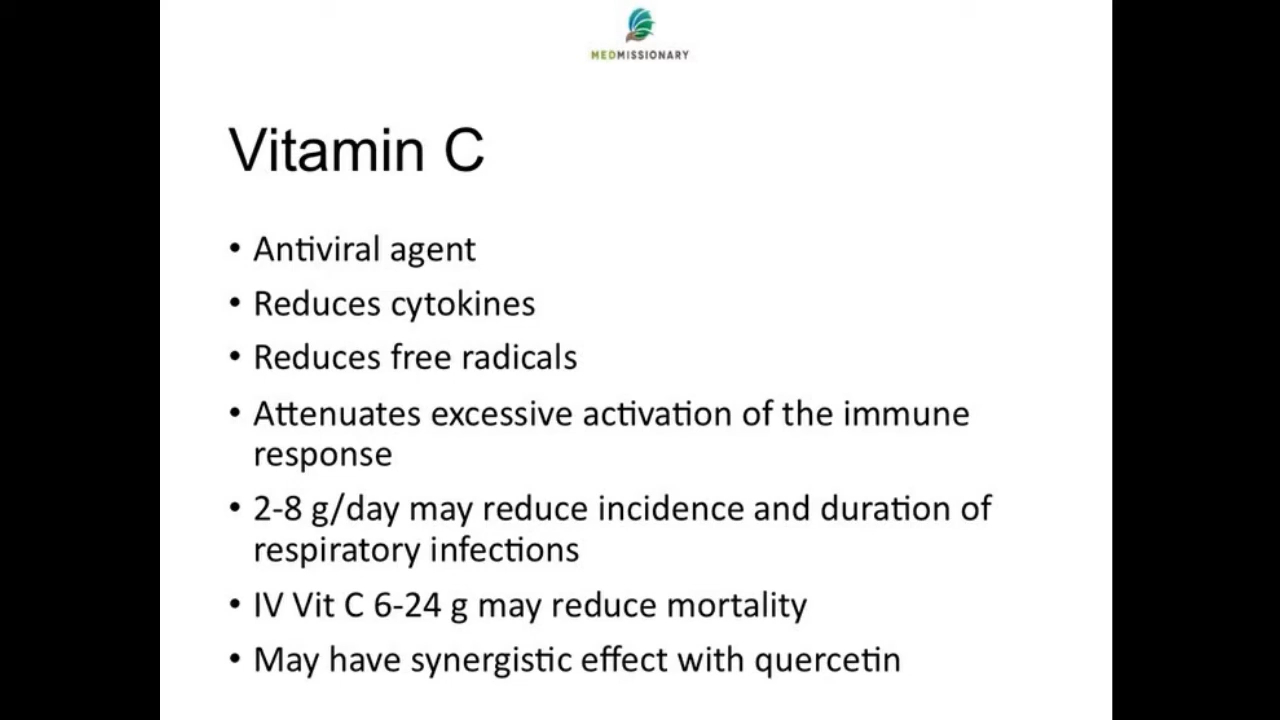 MEDMISSIONARY
Vitamin C
• Antiviral agent
• Reduces cytokines
• Reduces free radicals
• Attenuates excessive activation of the immune
response
• 2-8 g/day may reduce incidence and duration of
respiratory infections
• IV Vit C 6-24 g may reduce mortality
• May have synergistic effect with quercetin